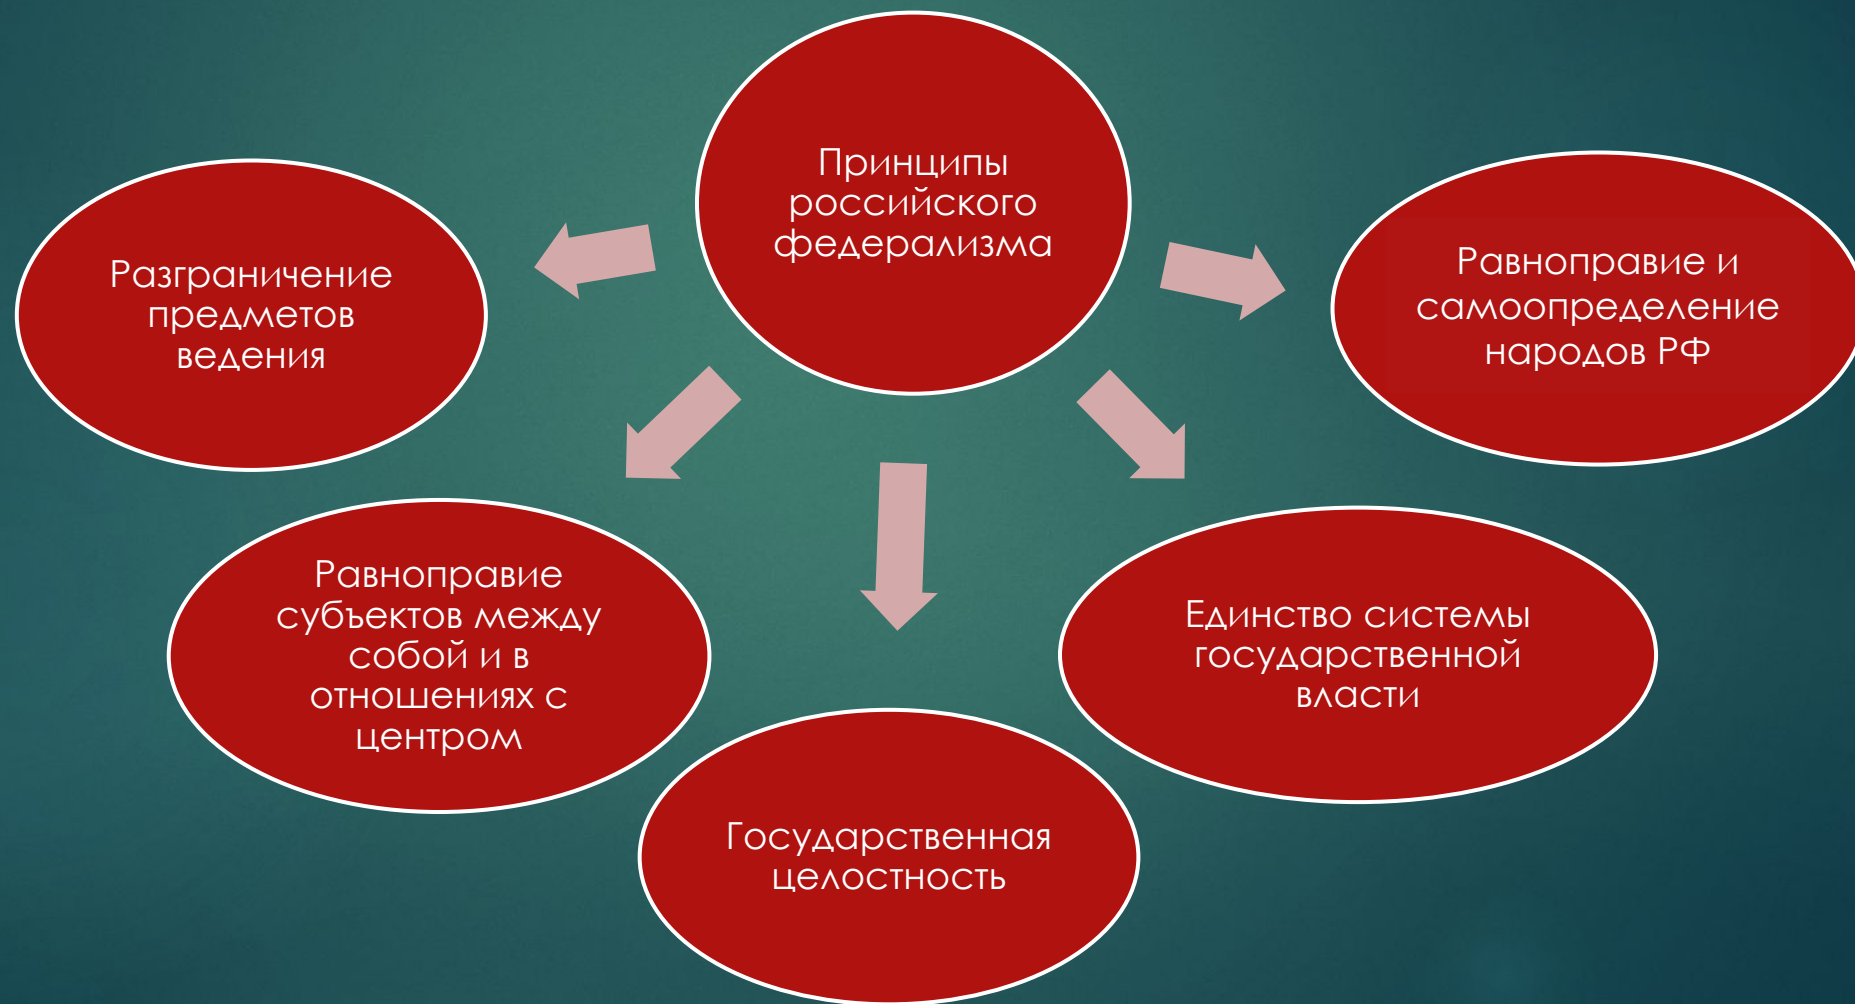 Принципы
российского
федерализма
Разграничение
предметов
ведения
Равноправие и
самоопределение
народов РФ
Равноправие
субъектов между
собой и в
отношениях с
центром
Единство системы
государственной
власти
Государственная
целостность